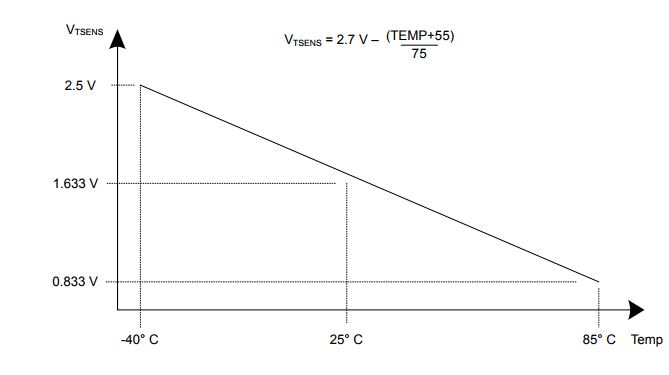 VTSENS
VTSENS = 2.7 V – (TEMP+55)
75
2.5 V
1.633 V
0.833 V
-40° C
25° C
85° C
Temp